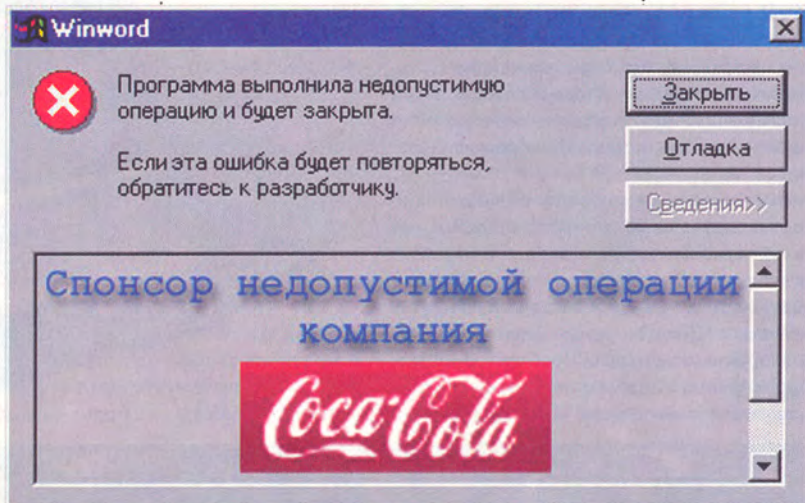 Winword
Программа выполнила недопустимую
операцию и будет закрыта.
Если эта ошибка будет повторяться,
обратитесь к разработчику.
Закрыть
Отладка
Сведения>>
Спонсор недопустимой операции
компания
Coca-Cola